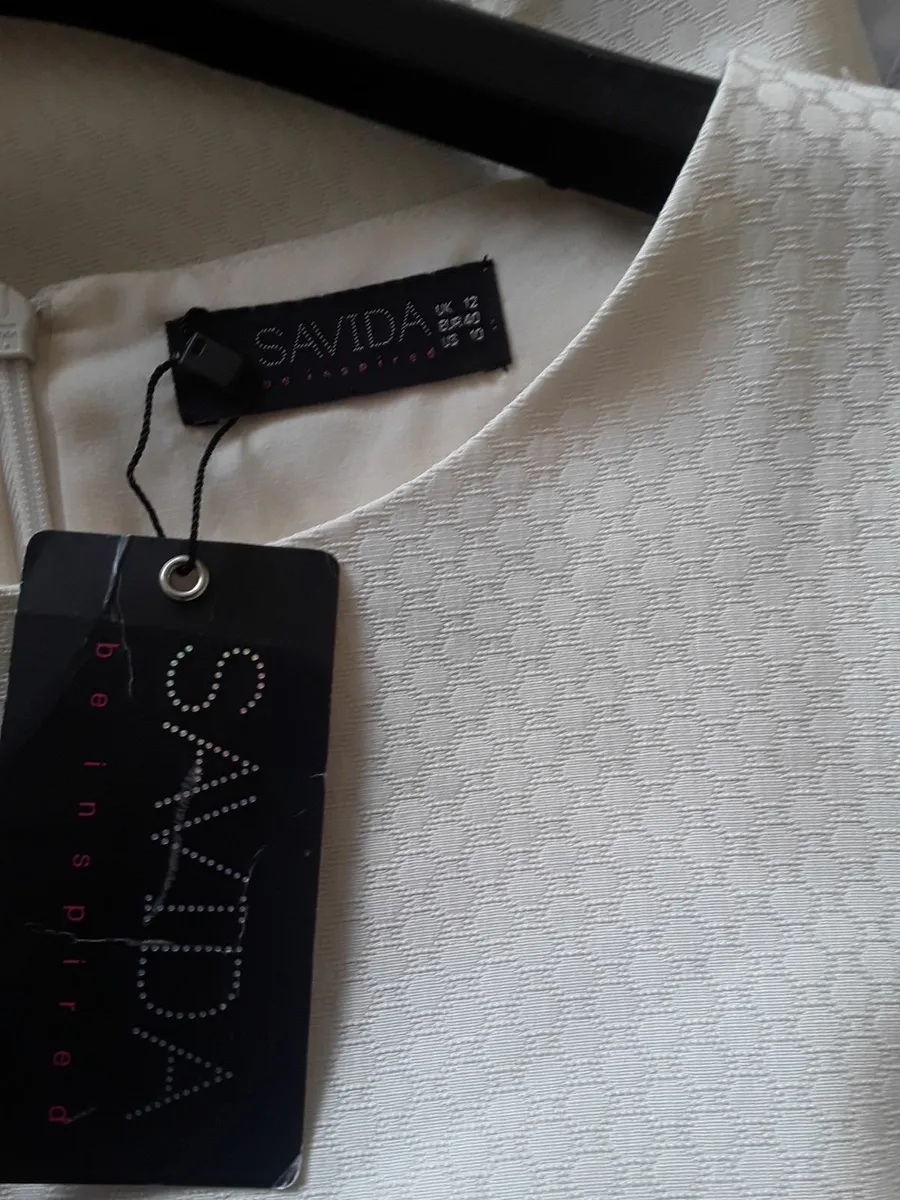 SAVIDA
be inspired
UK 12
EUR 40
US 10
SAVIDA
be inspired